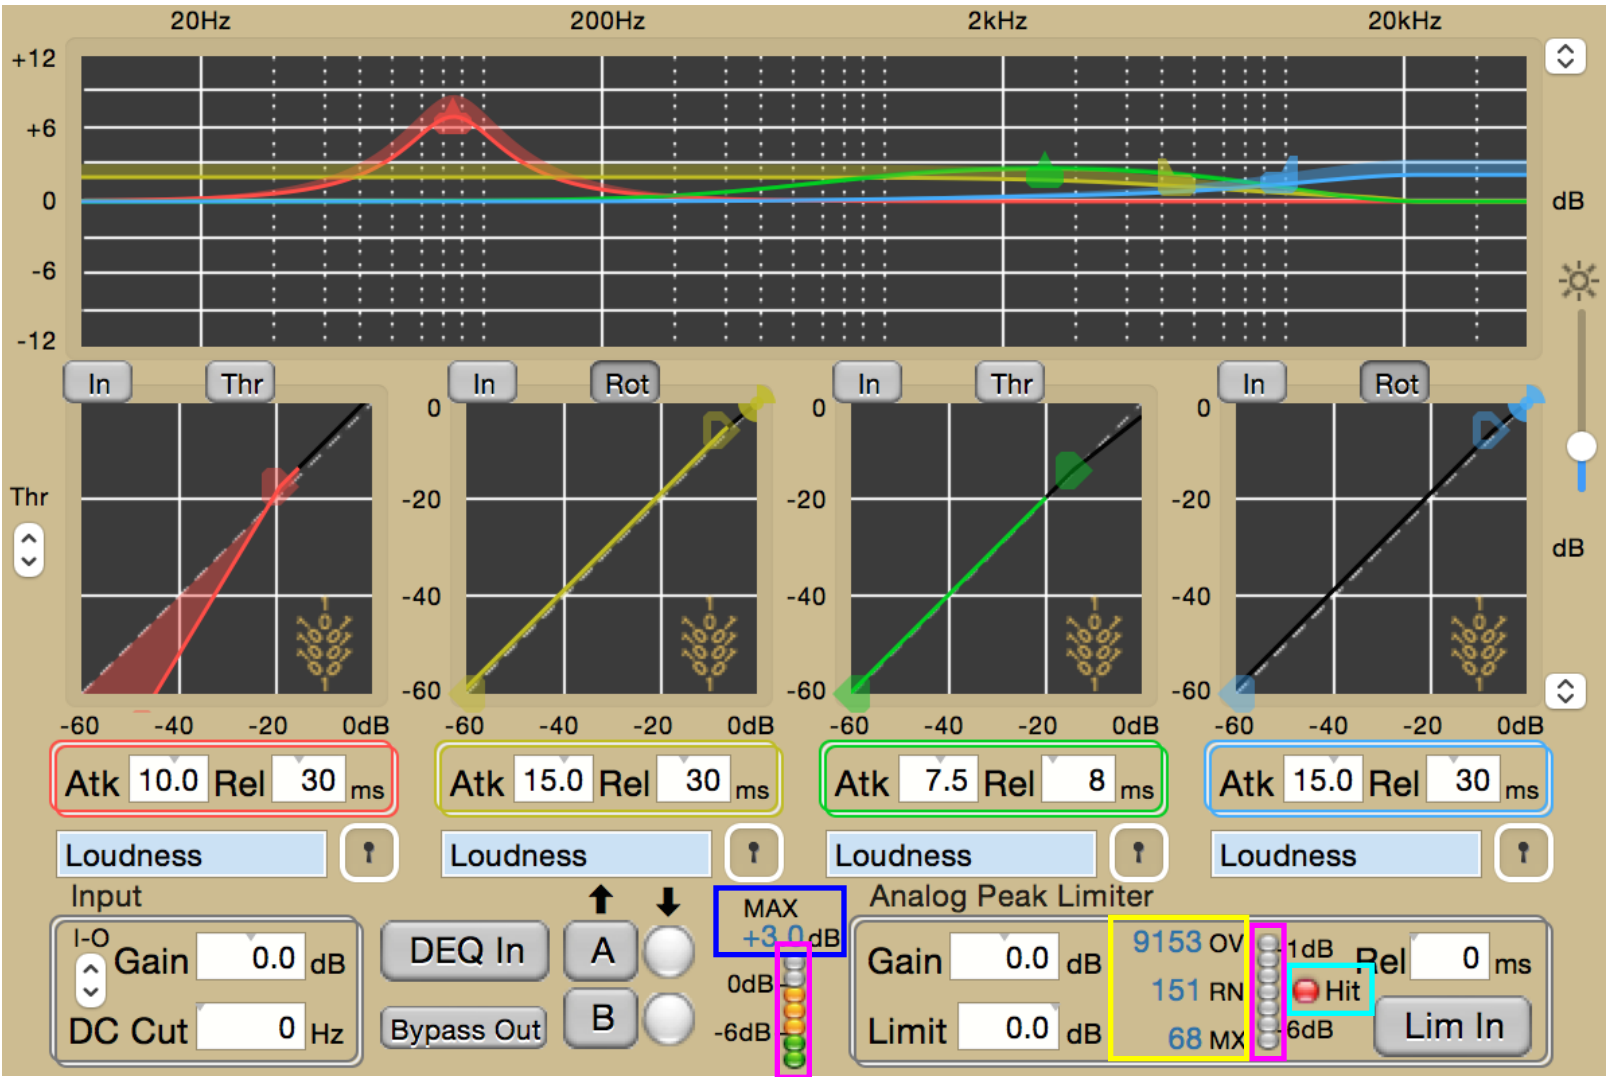 20Hz 200Hz 2kHz 20kHz
+12
+6
0 dB
-6
-12
In Thr In Rot In Thr In Rot
0 0 0
Thr -20 -20 -20
dB
-40 -40 -40
-60 -60 -60
-60 -40 -20 0dB -60 -40 -20 0dB -60 -40 -20 0dB -60 -40 -20 0dB
Atk 10.0 Rel 30 ms Atk 15.0 Rel 30 ms Atk 7.5 Rel 8 ms Atk 15.0 Rel 30 ms
Loudness Loudness Loudness Loudness
Input MAX Analog Peak Limiter
I-O
Gain 0.0 dB DEQ In A +3.0 dB Gain 0.0 dB 9153 OV -1dB Rel 0 ms
0dB 151 RN Hit
DC Cut 0 Hz Bypass Out B -6dB Limit 0.0 dB 68 MX -6dB Lim In